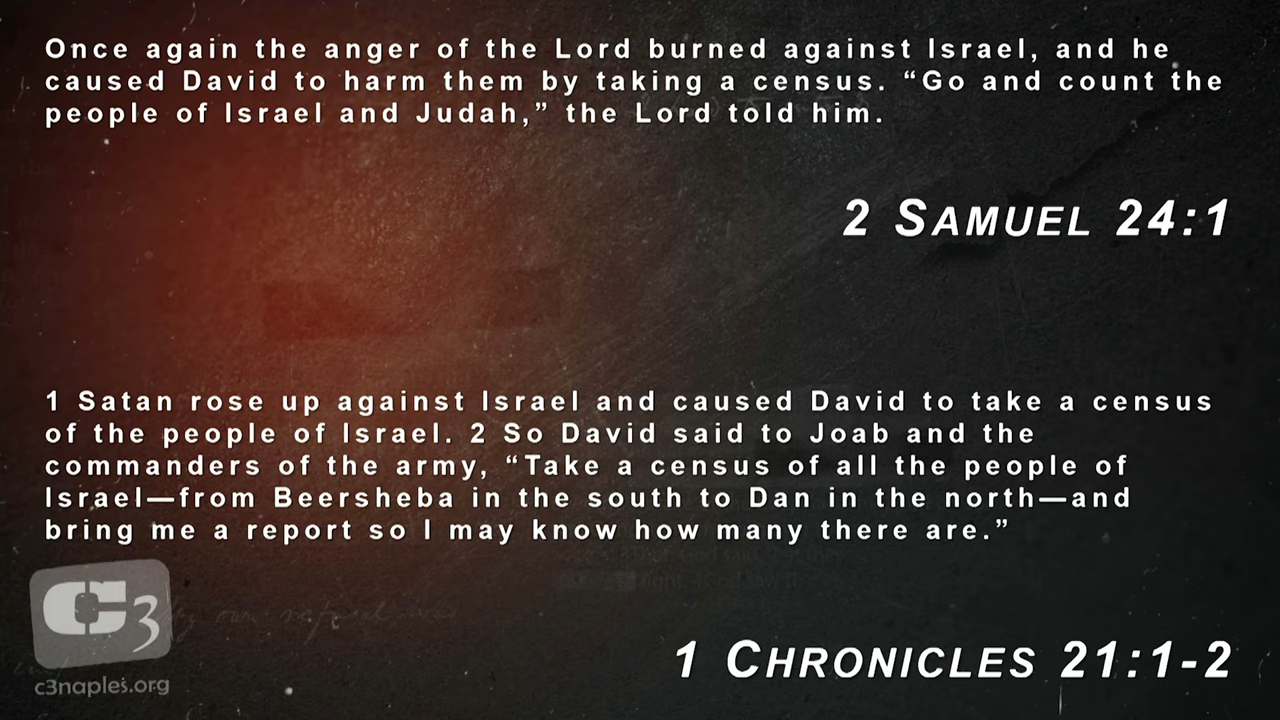 Once again the anger of the Lord burned against Israel, and he
caused David to harm them by taking a census. “Go and count the
people of Israel and Judah,” the Lord told him.
2 SAMUEL 24:1
1 Satan rose up against Israel and caused David to take a census
of the people of Israel. 2 So David said to Joab and the
commanders of the army, “Take a census of all the people of
Israel—from Beersheba in the south to Dan in the north—and
bring me a report so I may know how many there are.”
C3
c3naples.org
1 CHRONICLES 21:1-2